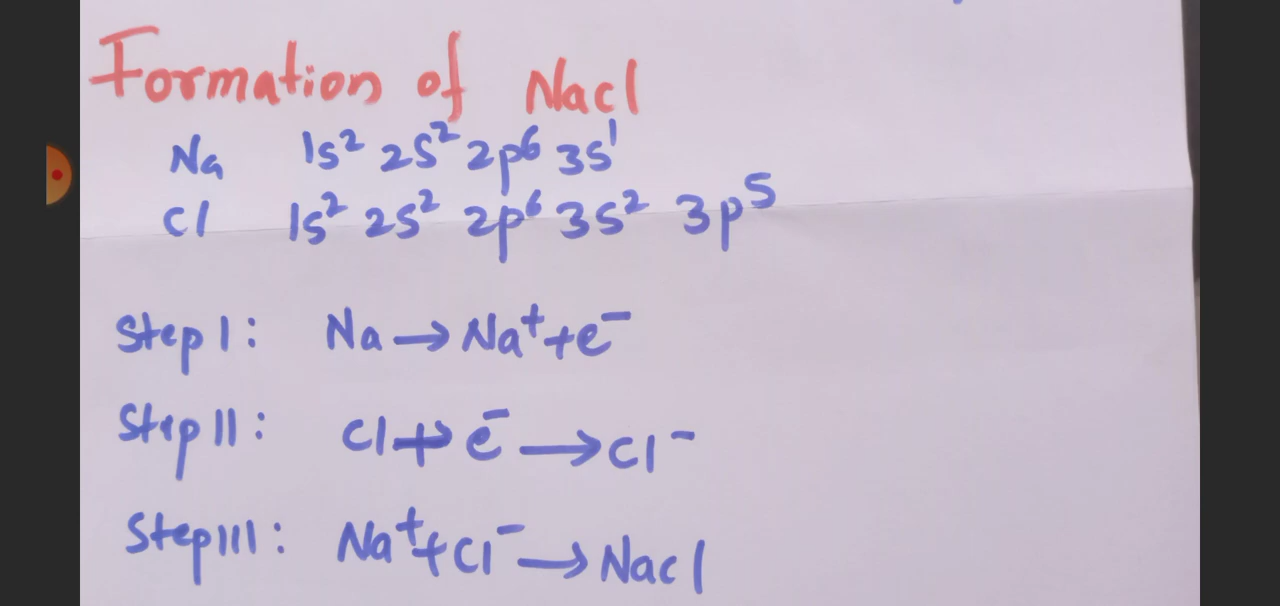 Formation of Nacl
Na 1s² 2s² 2p⁶ 3s¹
Cl 1s² 2s² 2p⁶ 3s² 3p⁵
Step I: Na → Na⁺ + e⁻
Step II: Cl + e⁻ → Cl⁻
Step III: Na⁺ + Cl⁻ → Nacl